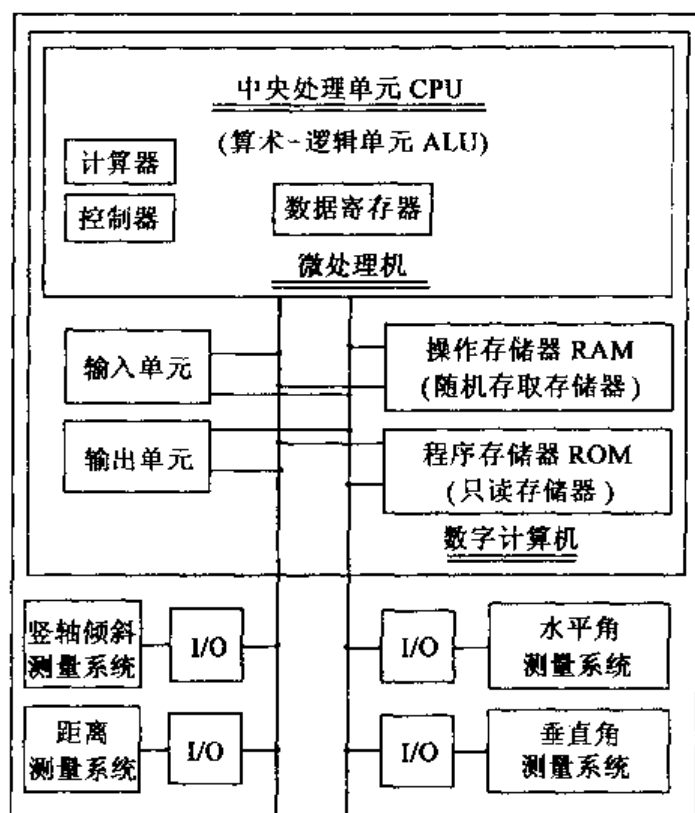 中央处理单元 CPU
(算术-逻辑单元 ALU)
计算器
控制器
数据寄存器
微处理机
输入单元
操作存储器 RAM
(随机存取存储器)
输出单元
程序存储器 ROM
(只读存储器)
数字计算机
竖轴倾斜
测量系统
I/O
I/O
水平角
测量系统
距离
测量系统
I/O
I/O
垂直角
测量系统